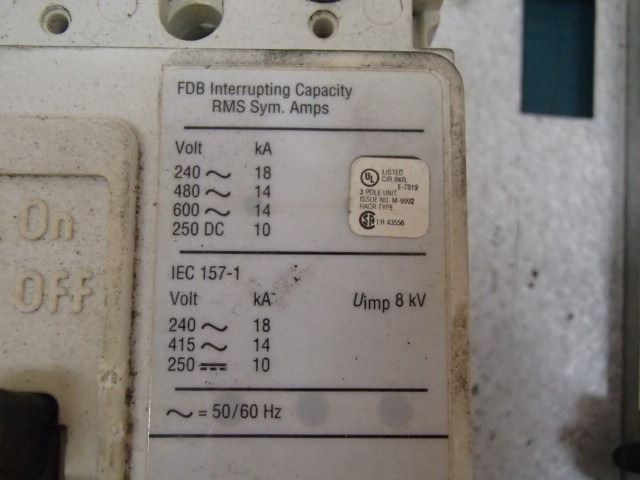 FDB Interrupting Capacity
RMS Sym. Amps
Volt kA
240 ~ 18
480 ~ 14
600 ~ 14
250 DC 10
UL LISTED
CIR.BKR.
E-7819
3 POLE UNIT
ISSUE NO. M-9992
HACR TYPE
LR 43556
On
OFF
IEC 157-1
Volt kA Uimp 8 kV
240 ~ 18
415 ~ 14
250 ⎓ 10
~ = 50/60 Hz